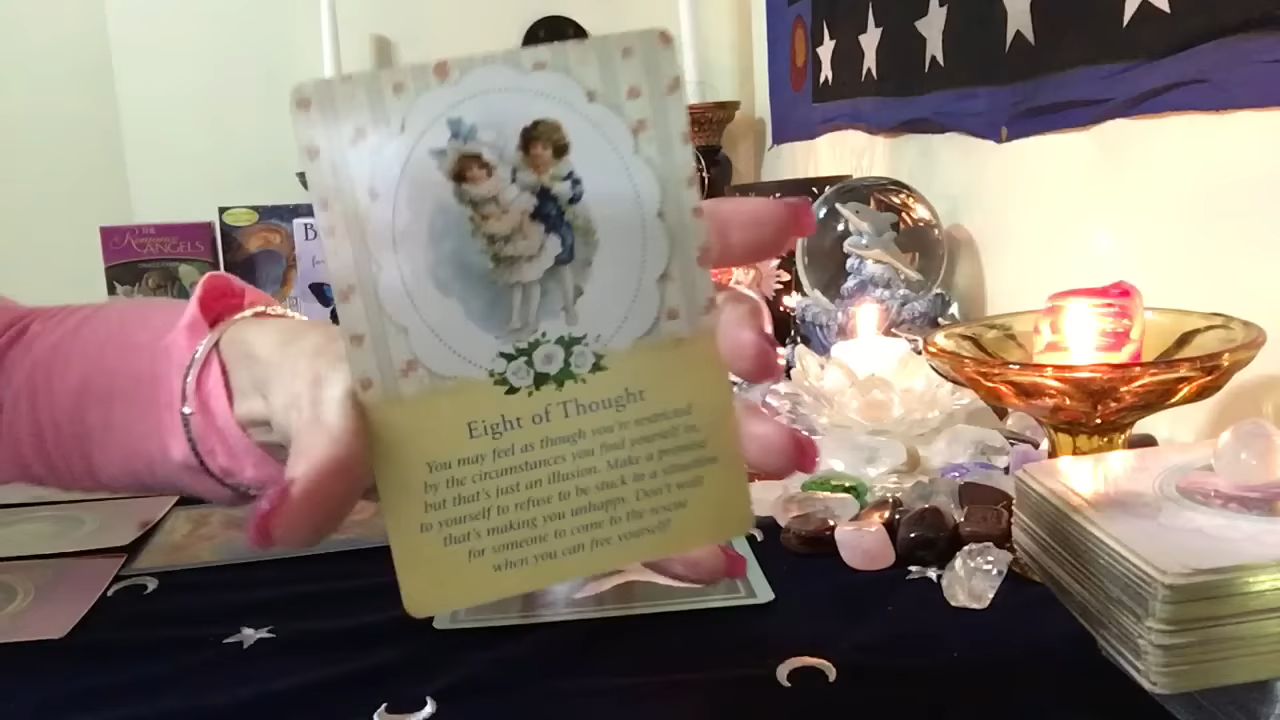 THE
Romance
ANGELS
B
Eight of Thought
You may feel as though you're restricted
by the circumstances you find yourself in,
but that's just an illusion. Make a promise
to yourself to refuse to be stuck in a situation
that's making you unhappy. Don't wait
for someone to come to the rescue
when you can free yourself!